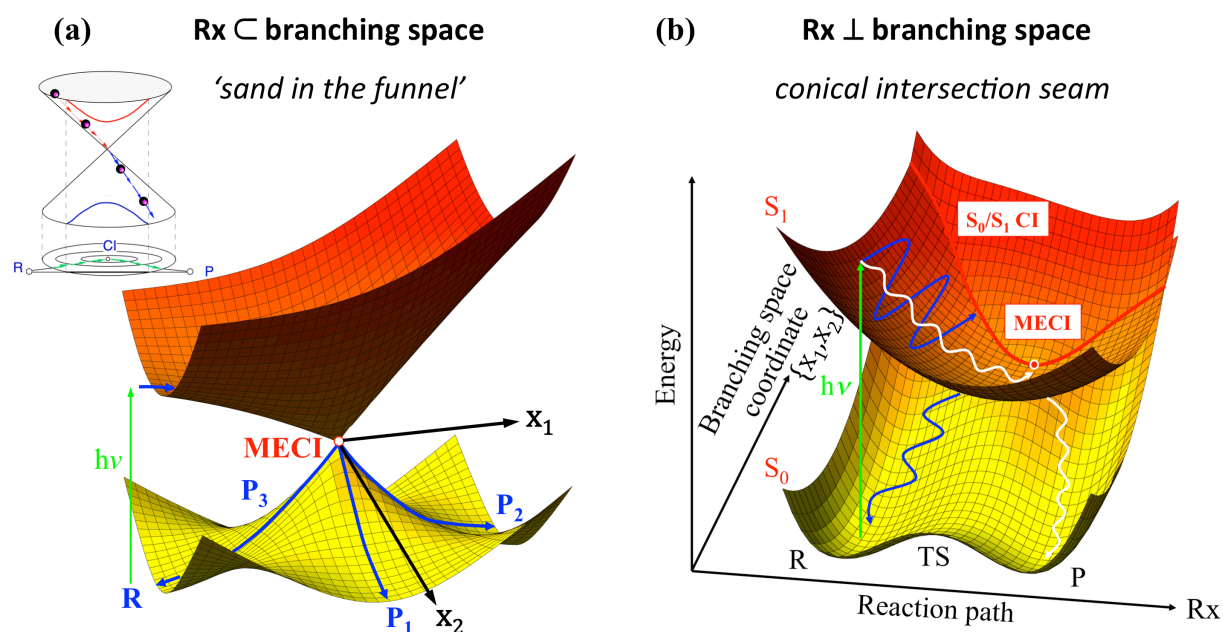 (a)
Rx ⊂ branching space
'sand in the funnel'
CI
R
P
hν
MECI
x₁
P₃
P₂
R
P₁
x₂
(b)
Rx ⊥ branching space
conical intersection seam
Energy
S₁
S₀/S₁ CI
MECI
Branching space
coordinate
{x₁,x₂}
hν
S₀
R
TS
P
Reaction path
Rx